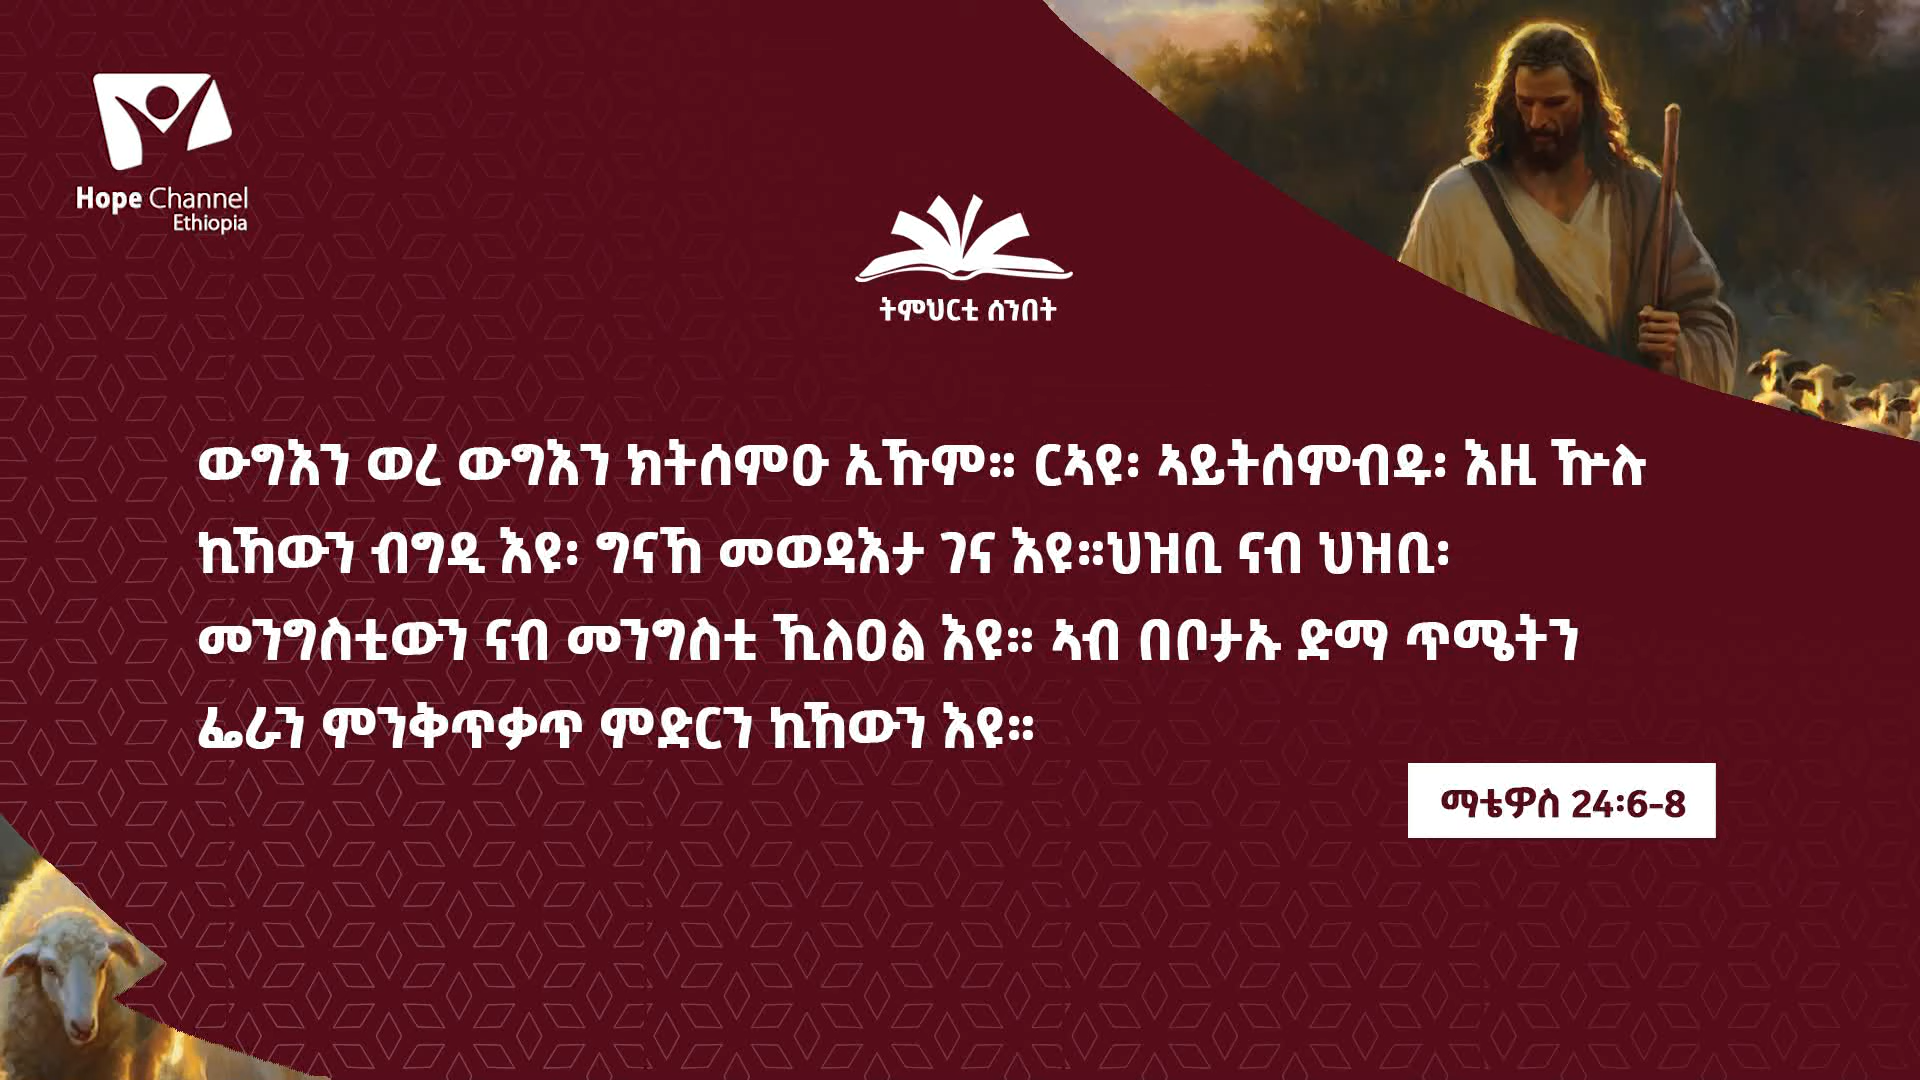 Hope Channel
Ethiopia
ትምህርቲ ሰንበት
ውግእን ወረ ውግእን ክትሰምዑ ኢኹም። ርኣዩ፡ ኣይትሰምብዱ፡ እዚ ዅሉ
ኪኸውን ብግዲ እዩ፡ ግናኸ መወዳእታ ገና እዩ።ህዝቢ ናብ ህዝቢ፡
መንግስቲውን ናብ መንግስቲ ኺለዐል እዩ። ኣብ በቦታኡ ድማ ጥሜትን
ፌራን ምንቅጥቃጥ ምድርን ኪኸውን እዩ።
ማቴዎስ 24፡6-8